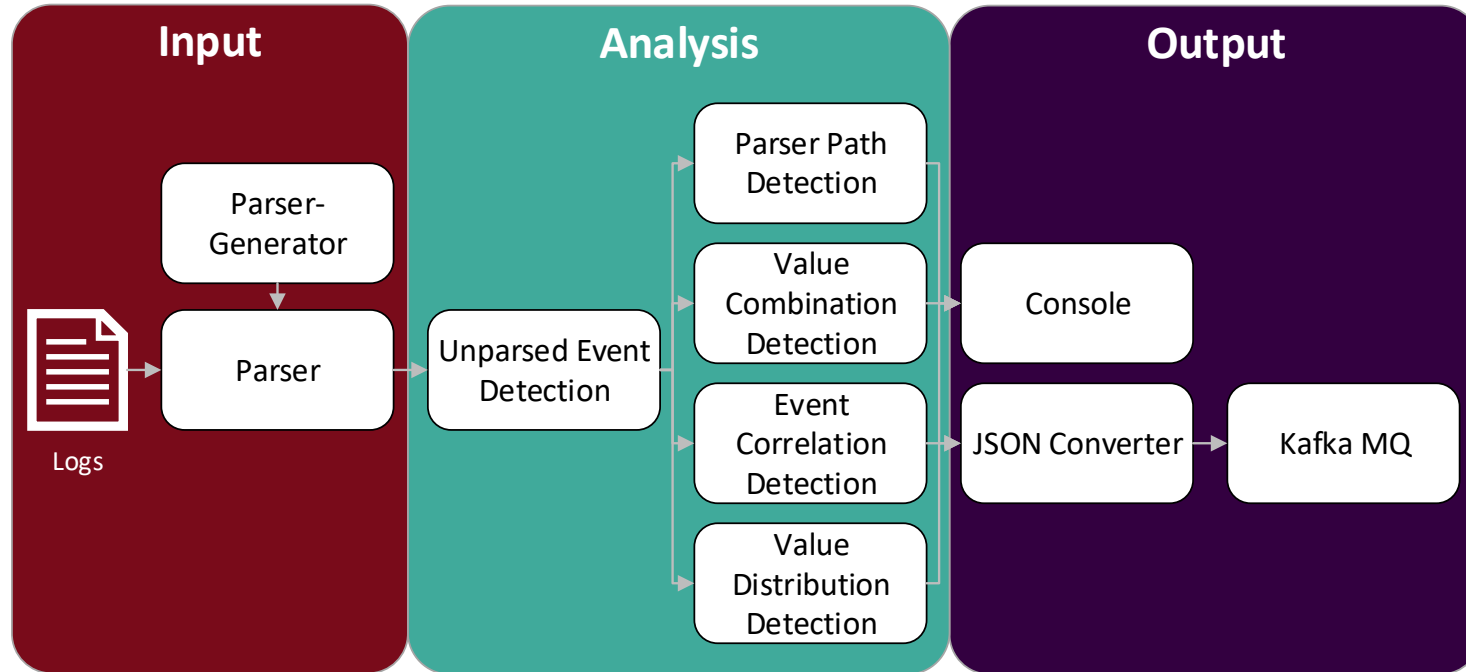 Input
Analysis
Output
Parser-
Generator
Parser
Logs
Unparsed Event
Detection
Parser Path
Detection
Value
Combination
Detection
Event
Correlation
Detection
Value
Distribution
Detection
Console
JSON Converter
Kafka MQ